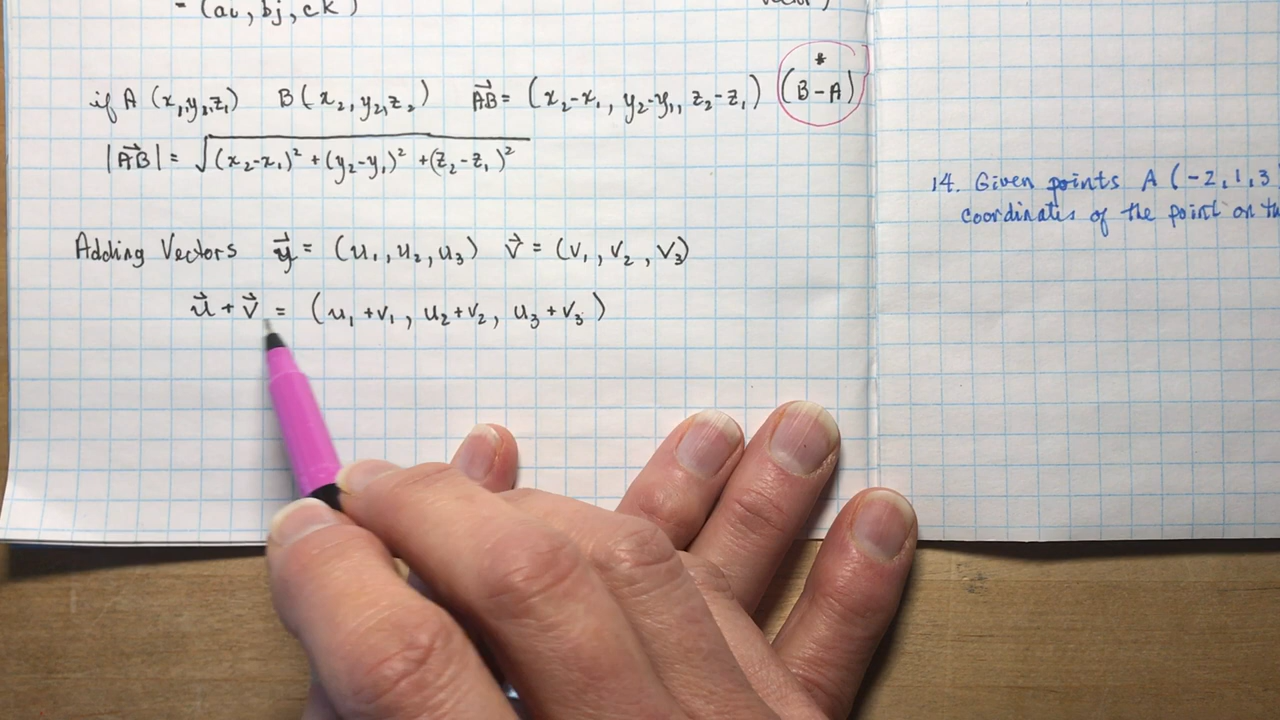 = (ai, bj, ck)
if A (x₁,y₁,z₁) B(x₂,y₂,z₂) A⃗B⃗ = (x₂-x₁, y₂-y₁, z₂-z₁) * (B-A)
|A⃗B⃗| = √(x₂-x₁)² + (y₂-y₁)² + (z₂-z₁)²
Adding Vectors u⃗ = (u₁, u₂, u₃) v⃗ = (v₁, v₂, v₃)
u⃗ + v⃗ = (u₁ + v₁, u₂ + v₂, u₃ + v₃)
14. Given points A (-2, 1, 3
coordinates of the point on